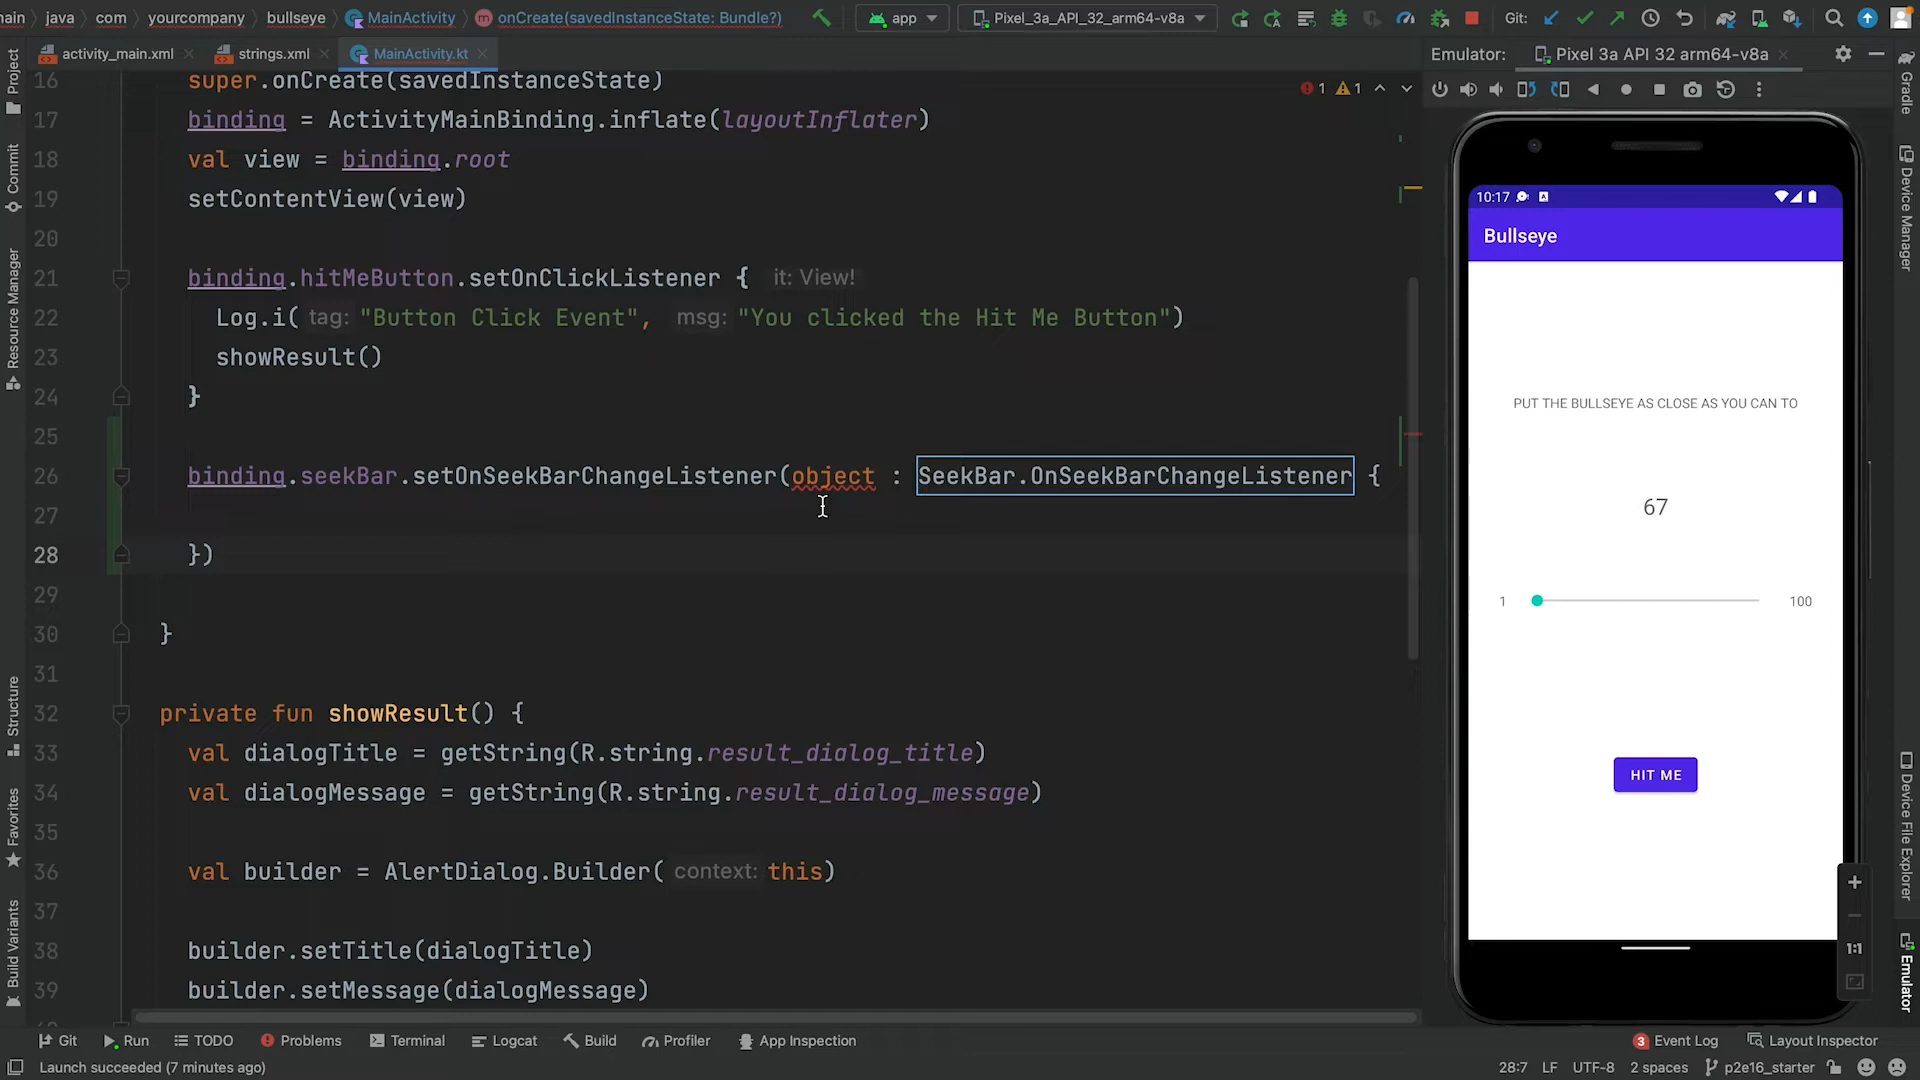 ain java com yourcompany bullseye MainActivity onCreate(savedInstanceState: Bundle?) app Pixel_3a_API_32_arm64-v8a Git:
activity_main.xml strings.xml MainActivity.kt
Emulator: Pixel 3a API 32 arm64-v8a
1 1
16 super.onCreate(savedInstanceState)
17 binding = ActivityMainBinding.inflate(layoutInflater)
18 val view = binding.root
19 setContentView(view)
20
21 binding.hitMeButton.setOnClickListener { it: View!
22 Log.i( tag: "Button Click Event", msg: "You clicked the Hit Me Button")
23 showResult()
24 }
25
26 binding.seekBar.setOnSeekBarChangeListener(object : SeekBar.OnSeekBarChangeListener {
27
28 })
29
30 }
31
32 private fun showResult() {
33 val dialogTitle = getString(R.string.result_dialog_title)
34 val dialogMessage = getString(R.string.result_dialog_message)
35
36 val builder = AlertDialog.Builder( context: this)
37
38 builder.setTitle(dialogTitle)
39 builder.setMessage(dialogMessage)
Project
Commit
Resource Manager
Structure
Favorites
Build Variants
10:17
Bullseye
PUT THE BULLSEYE AS CLOSE AS YOU CAN TO
67
1 100
HIT ME
1:1
Gradle
Device Manager
Device File Explorer
Emulator
Git Run TODO Problems Terminal Logcat Build Profiler App Inspection 3 Event Log Layout Inspector
Launch succeeded (7 minutes ago) 28:7 LF UTF-8 2 spaces p2e16_starter